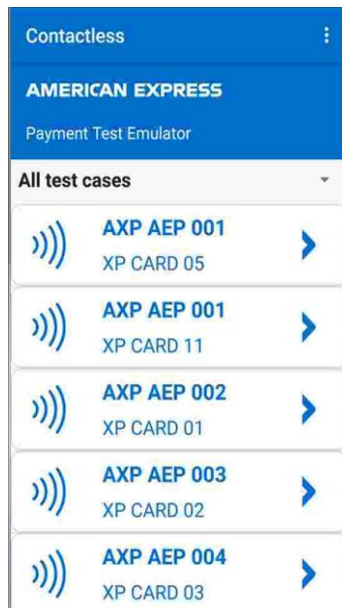 Contactless
AMERICAN EXPRESS
Payment Test Emulator
All test cases
AXP AEP 001
XP CARD 05
AXP AEP 001
XP CARD 11
AXP AEP 002
XP CARD 01
AXP AEP 003
XP CARD 02
AXP AEP 004
XP CARD 03